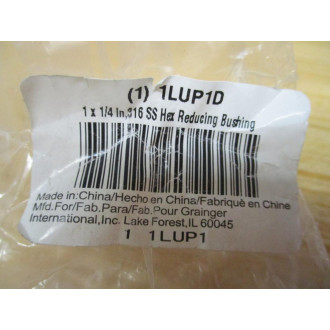 (1) 1LUP1D
1 x 1/4 In,316 SS Hex Reducing Bushing
Made in:China/Hecho en China/Fabriquè en Chine
Mfd.For/Fab.Para/Fab.Pour Grainger
International,Inc. Lake Forest,IL 60045
1 1LUP1